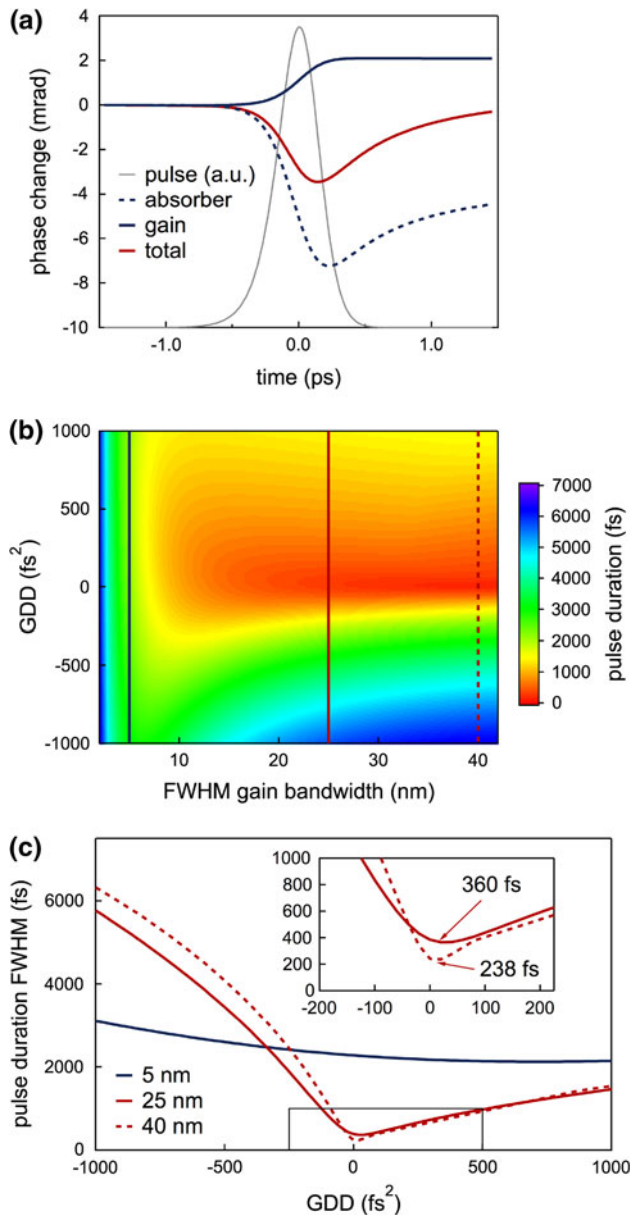 (a)
4
2
0
-2
-4
-6
-8
-10
phase change (mrad)
pulse (a.u.)
absorber
gain
total
-1.0
0.0
1.0
time (ps)
(b)
1000
500
0
-500
-1000
GDD (fs²)
10
20
30
40
FWHM gain bandwidth (nm)
7000
6000
5000
4000
3000
2000
1000
0
pulse duration (fs)
(c)
6000
4000
2000
0
pulse duration FWHM (fs)
1000
800
600
400
200
0
360 fs
238 fs
-200
-100
0
100
200
5 nm
25 nm
40 nm
-1000
-500
0
500
1000
GDD (fs²)